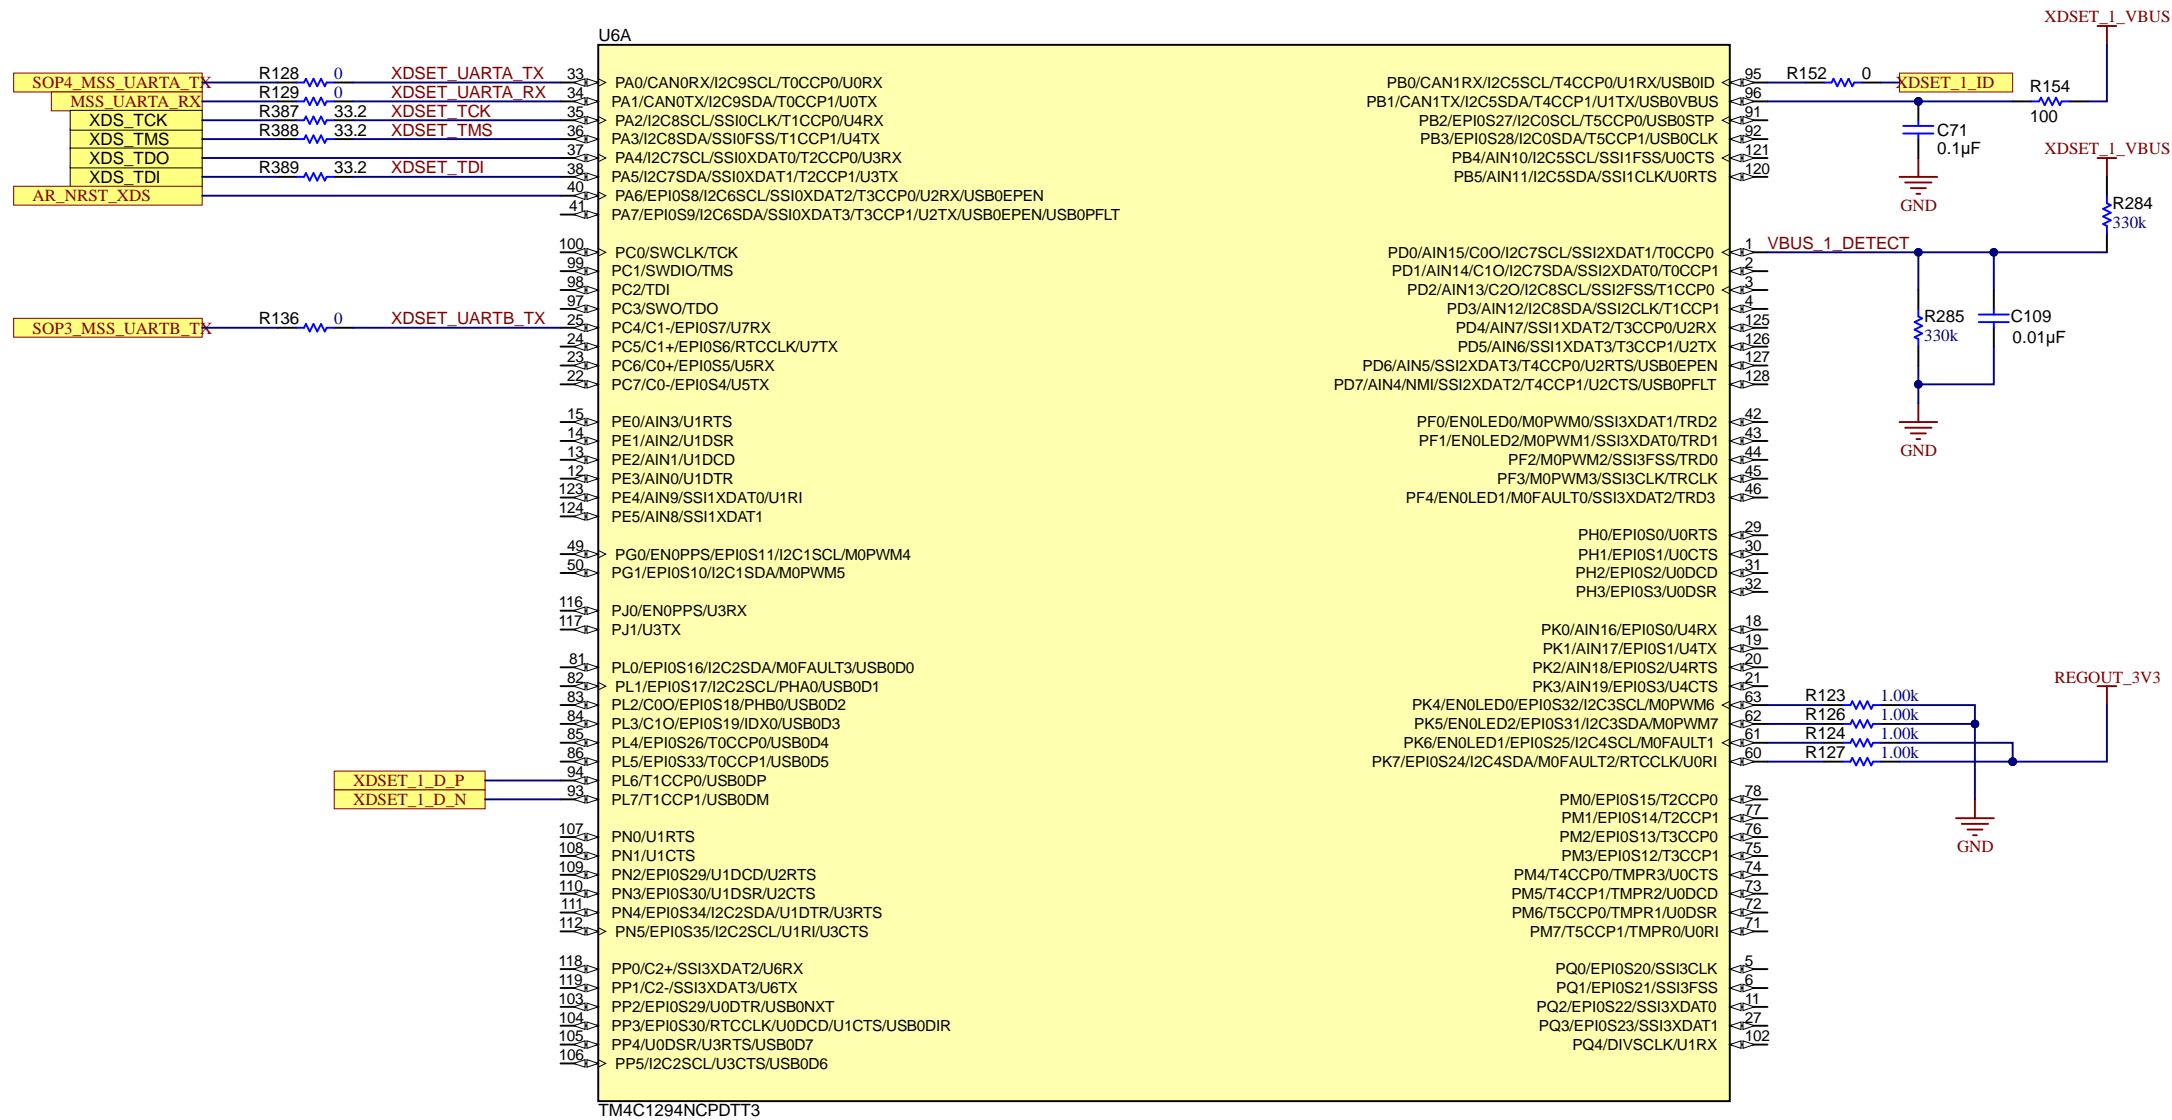 U6A
SOP4_MSS_UARTA_TX R128 0 XDSET_UARTA_TX 33 PA0/CAN0RX/I2C9SCL/T0CCP0/U0RX
MSS_UARTA_RX R129 0 XDSET_UARTA_RX 34 PA1/CAN0TX/I2C9SDA/T0CCP1/U0TX
XDS_TCK R387 33.2 XDSET_TCK 35 PA2/I2C8SCL/SSI0CLK/T1CCP0/U4RX
XDS_TMS R388 33.2 XDSET_TMS 36 PA3/I2C8SDA/SSI0FSS/T1CCP1/U4TX
XDS_TDO 37 PA4/I2C7SCL/SSI0XDAT0/T2CCP0/U3RX
XDS_TDI R389 33.2 XDSET_TDI 38 PA5/I2C7SDA/SSI0XDAT1/T2CCP1/U3TX
AR_NRST_XDS 40 PA6/EPI0S8/I2C6SCL/SSI0XDAT2/T3CCP0/U2RX/USB0EPEN
41 PA7/EPI0S9/I2C6SDA/SSI0XDAT3/T3CCP1/U2TX/USB0EPEN/USB0PFLT
100 PC0/SWCLK/TCK
99 PC1/SWDIO/TMS
98 PC2/TDI
97 PC3/SWO/TDO
SOP3_MSS_UARTB_TX R136 0 XDSET_UARTB_TX 25 PC4/C1-/EPI0S7/U7RX
24 PC5/C1+/EPI0S6/RTCCLK/U7TX
23 PC6/C0+/EPI0S5/U5RX
22 PC7/C0-/EPI0S4/U5TX
15 PE0/AIN3/U1RTS
14 PE1/AIN2/U1DSR
13 PE2/AIN1/U1DCD
12 PE3/AIN0/U1DTR
123 PE4/AIN9/SSI1XDAT0/U1RI
124 PE5/AIN8/SSI1XDAT1
49 PG0/EN0PPS/EPI0S11/I2C1SCL/M0PWM4
50 PG1/EPI0S10/I2C1SDA/M0PWM5
116 PJ0/EN0PPS/U3RX
117 PJ1/U3TX
81 PL0/EPI0S16/I2C2SDA/M0FAULT3/USB0D0
82 PL1/EPI0S17/I2C2SCL/PHA0/USB0D1
83 PL2/C0O/EPI0S18/PHB0/USB0D2
84 PL3/C1O/EPI0S19/IDX0/USB0D3
85 PL4/EPI0S26/T0CCP0/USB0D4
86 PL5/EPI0S33/T0CCP1/USB0D5
XDSET_1_D_P 94 PL6/T1CCP0/USB0DP
XDSET_1_D_N 93 PL7/T1CCP1/USB0DM
107 PN0/U1RTS
108 PN1/U1CTS
109 PN2/EPI0S29/U1DCD/U2RTS
110 PN3/EPI0S30/U1DSR/U2CTS
111 PN4/EPI0S34/I2C2SDA/U1DTR/U3RTS
112 PN5/EPI0S35/I2C2SCL/U1RI/U3CTS
118 PP0/C2+/SSI3XDAT2/U6RX
119 PP1/C2-/SSI3XDAT3/U6TX
103 PP2/EPI0S29/U0DTR/USB0NXT
104 PP3/EPI0S30/RTCCLK/U0DCD/U1CTS/USB0DIR
105 PP4/U0DSR/U3RTS/USB0D7
106 PP5/I2C2SCL/U3CTS/USB0D6
TM4C1294NCPDTT3
XDSET_1_VBUS
PB0/CAN1RX/I2C5SCL/T4CCP0/U1RX/USB0ID 95 R152 0 XDSET_1_ID
PB1/CAN1TX/I2C5SDA/T4CCP1/U1TX/USB0VBUS 96 R154
100
PB2/EPI0S27/I2C0SCL/T5CCP0/USB0STP 91
PB3/EPI0S28/I2C0SDA/T5CCP1/USB0CLK 92
C71
0.1µF
PB4/AIN10/I2C5SCL/SSI1FSS/U0CTS 121
PB5/AIN11/I2C5SDA/SSI1CLK/U0RTS 120
GND
XDSET_1_VBUS
R284
330k
PD0/AIN15/C0O/I2C7SCL/SSI2XDAT1/T0CCP0 1 VBUS_1_DETECT
PD1/AIN14/C1O/I2C7SDA/SSI2XDAT0/T0CCP1 2
PD2/AIN13/C2O/I2C8SCL/SSI2FSS/T1CCP0 3
PD3/AIN12/I2C8SDA/SSI2CLK/T1CCP1 4
PD4/AIN7/SSI1XDAT2/T3CCP0/U2RX 125
PD5/AIN6/SSI1XDAT3/T3CCP1/U2TX 126
PD6/AIN5/SSI2XDAT3/T4CCP0/U2RTS/USB0EPEN 127
PD7/AIN4/NMI/SSI2XDAT2/T4CCP1/U2CTS/USB0PFLT 128
R285
330k
C109
0.01µF
GND
PF0/EN0LED0/M0PWM0/SSI3XDAT1/TRD2 42
PF1/EN0LED2/M0PWM1/SSI3XDAT0/TRD1 43
PF2/M0PWM2/SSI3FSS/TRD0 44
PF3/M0PWM3/SSI3CLK/TRCLK 45
PF4/EN0LED1/M0FAULT0/SSI3XDAT2/TRD3 46
PH0/EPI0S0/U0RTS 29
PH1/EPI0S1/U0CTS 30
PH2/EPI0S2/U0DCD 31
PH3/EPI0S3/U0DSR 32
PK0/AIN16/EPI0S0/U4RX 18
PK1/AIN17/EPI0S1/U4TX 19
PK2/AIN18/EPI0S2/U4RTS 20
PK3/AIN19/EPI0S3/U4CTS 21
REGOUT_3V3
PK4/EN0LED0/EPI0S32/I2C3SCL/M0PWM6 63 R123 1.00k
PK5/EN0LED2/EPI0S31/I2C3SDA/M0PWM7 62 R126 1.00k
PK6/EN0LED1/EPI0S25/I2C4SCL/M0FAULT1 61 R124 1.00k
PK7/EPI0S24/I2C4SDA/M0FAULT2/RTCCLK/U0RI 60 R127 1.00k
GND
PM0/EPI0S15/T2CCP0 78
PM1/EPI0S14/T2CCP1 77
PM2/EPI0S13/T3CCP0 76
PM3/EPI0S12/T3CCP1 75
PM4/T4CCP0/TMPR3/U0CTS 74
PM5/T4CCP1/TMPR2/U0DCD 73
PM6/T5CCP0/TMPR1/U0DSR 72
PM7/T5CCP1/TMPR0/U0RI 71
PQ0/EPI0S20/SSI3CLK 5
PQ1/EPI0S21/SSI3FSS 6
PQ2/EPI0S22/SSI3XDAT0 11
PQ3/EPI0S23/SSI3XDAT1 27
PQ4/DIVSCLK/U1RX 102